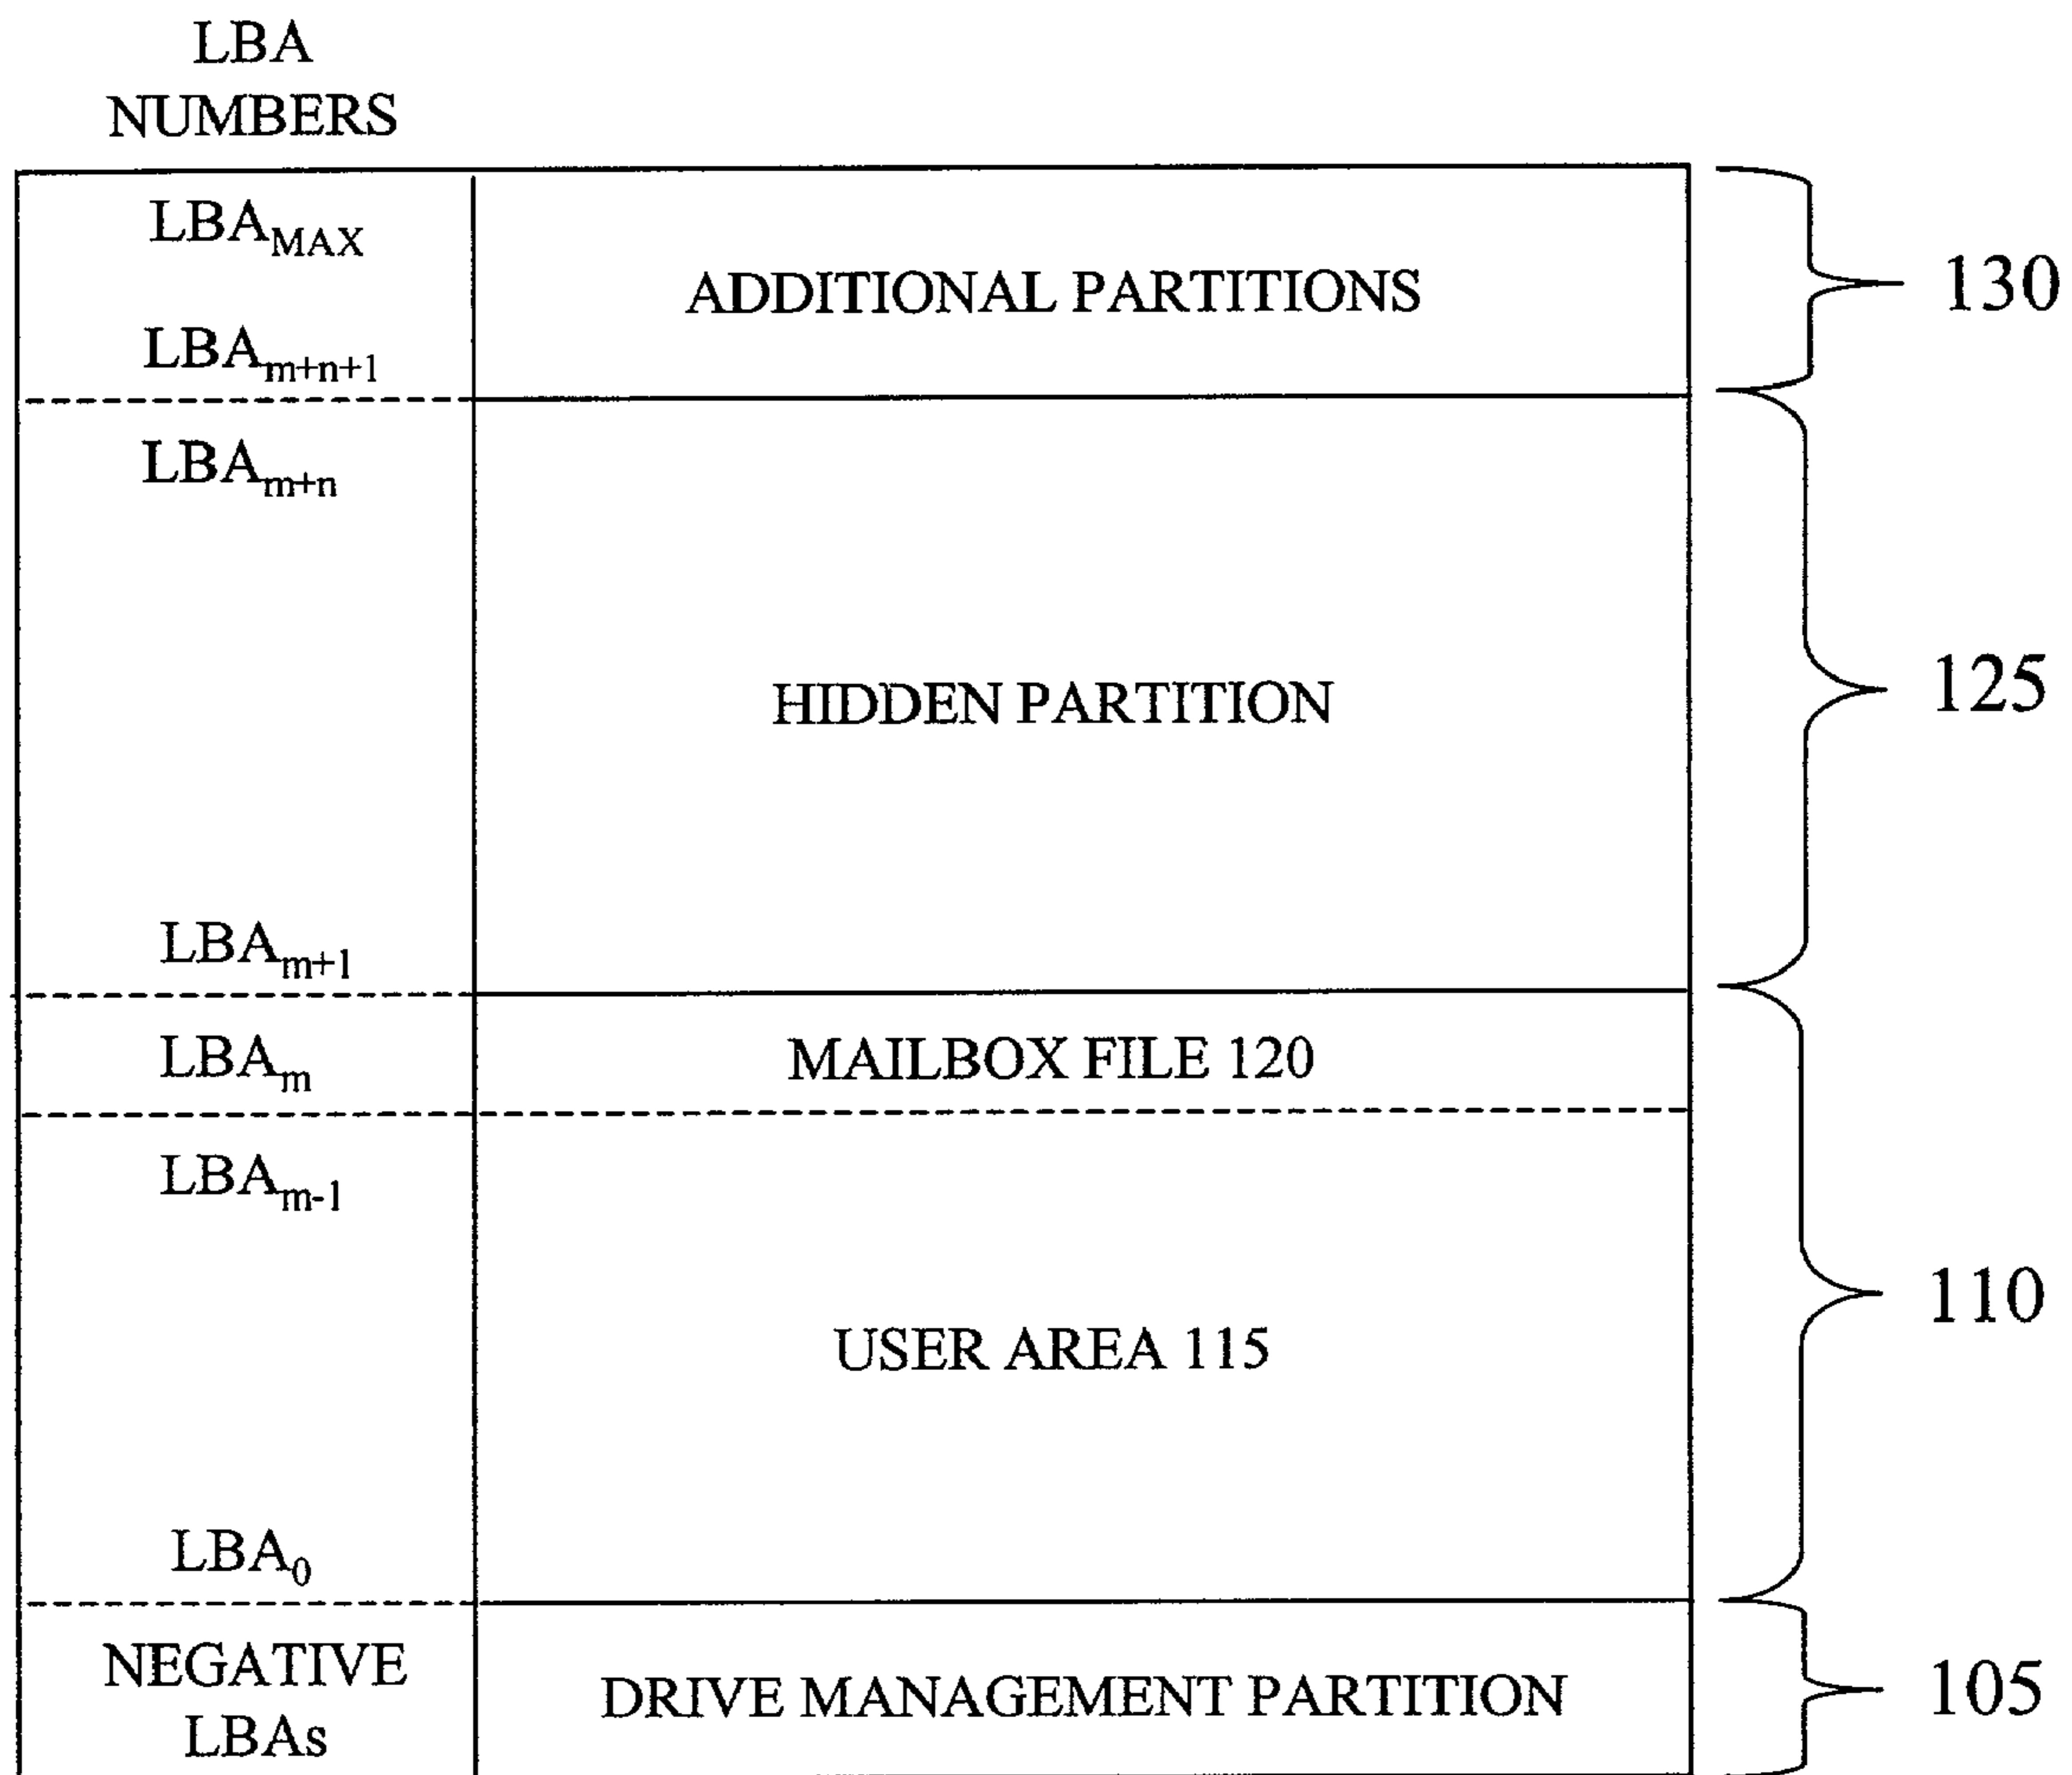 LBA
NUMBERS
LBA_MAX
ADDITIONAL PARTITIONS
130
LBA_m+n+1
LBA_m+n
HIDDEN PARTITION
125
LBA_m+1
LBA_m
MAILBOX FILE 120
LBA_m-1
110
USER AREA 115
LBA_0
NEGATIVE
LBAs
DRIVE MANAGEMENT PARTITION
105